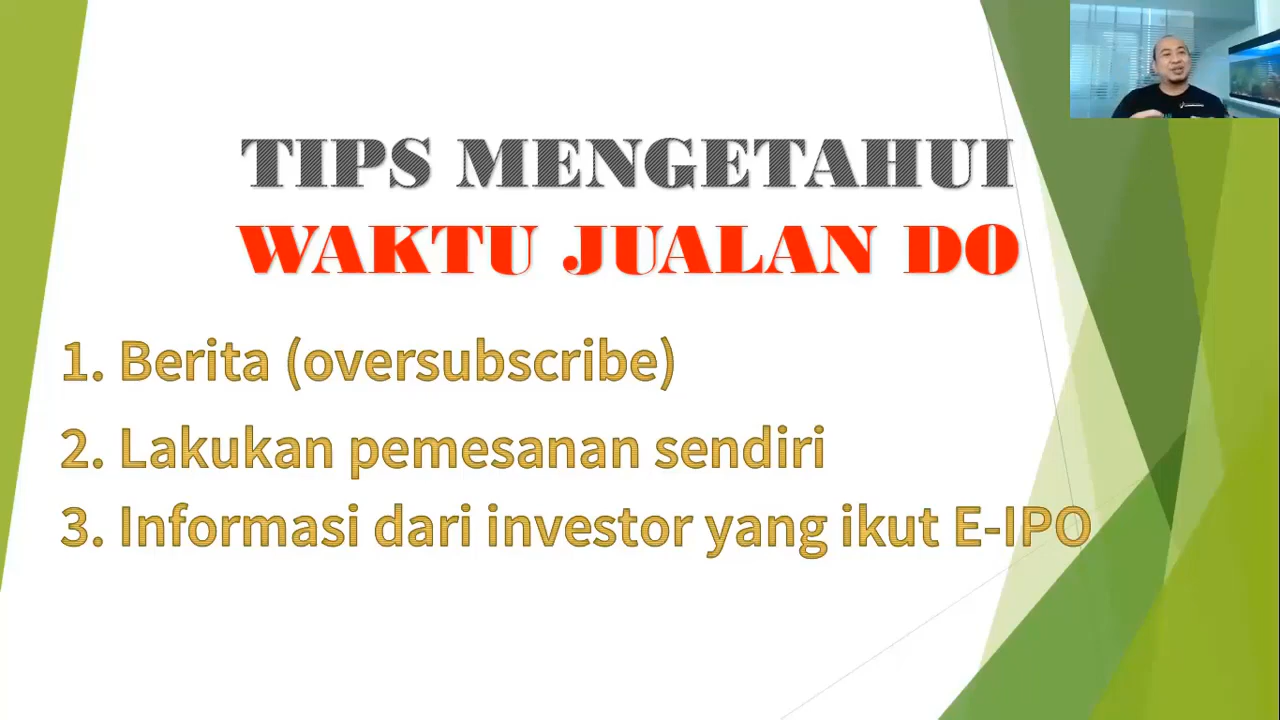 TIPS MENGETAHUI
WAKTU JUALAN DO
1. Berita (oversubscribe)
2. Lakukan pemesanan sendiri
3. Informasi dari investor yang ikut E-IPO